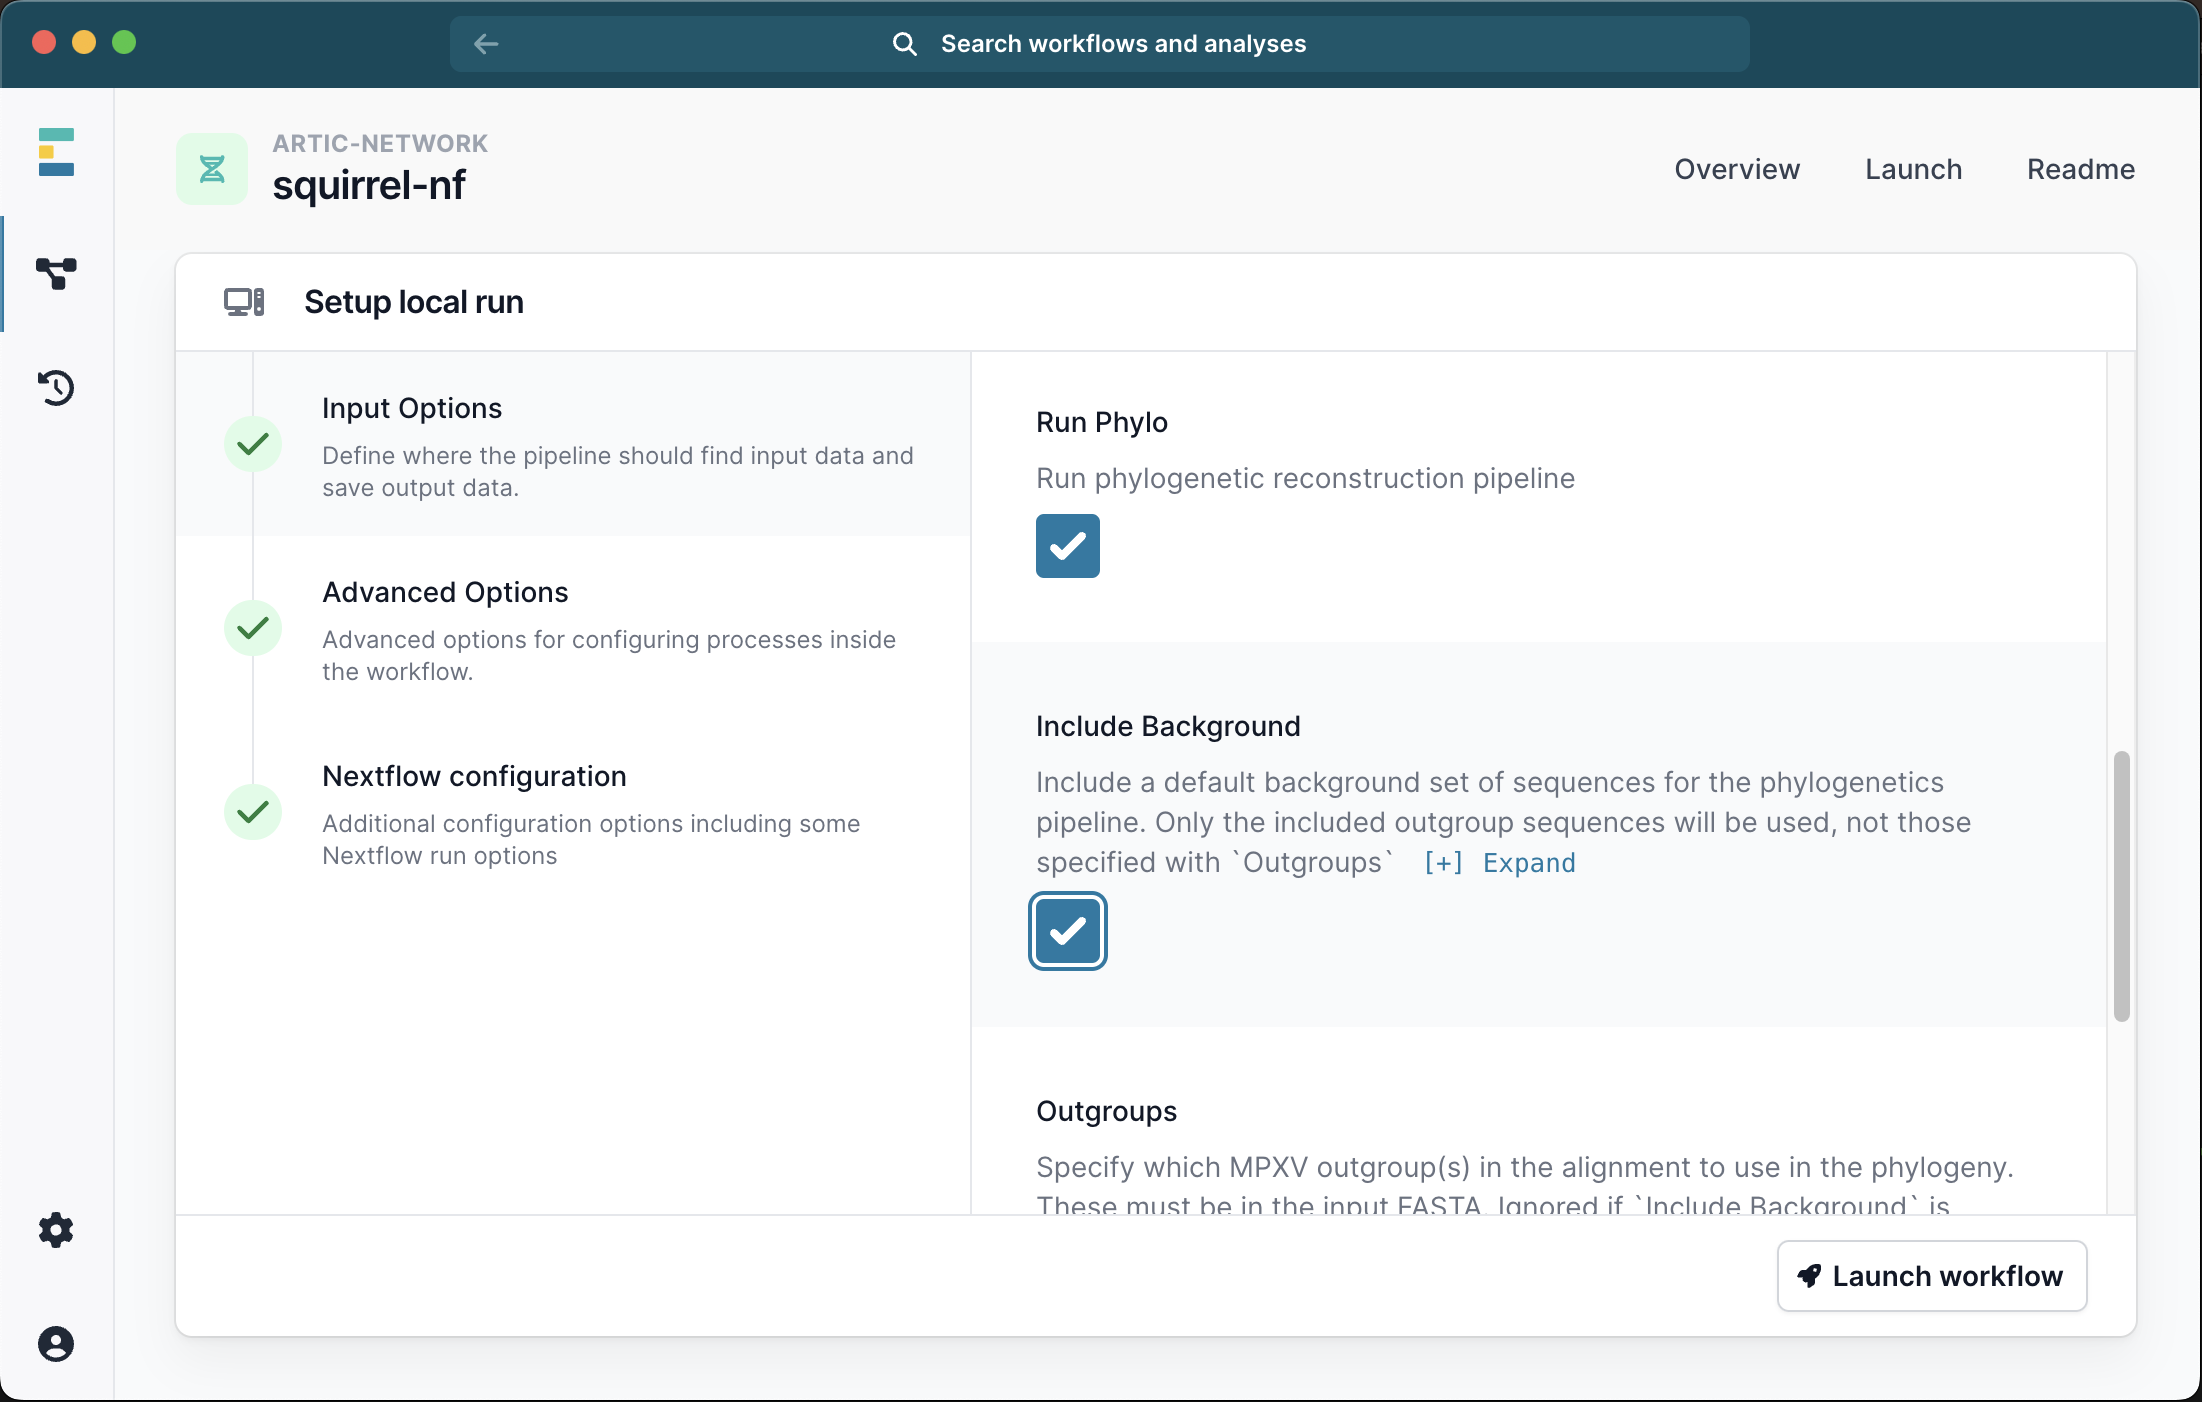 Search workflows and analyses
ARTIC-NETWORK
squirrel-nf
Overview
Launch
Readme
Setup local run
Input Options
Define where the pipeline should find input data and
save output data.
Advanced Options
Advanced options for configuring processes inside
the workflow.
Nextflow configuration
Additional configuration options including some
Nextflow run options
Run Phylo
Run phylogenetic reconstruction pipeline
Include Background
Include a default background set of sequences for the phylogenetics
pipeline. Only the included outgroup sequences will be used, not those
specified with `Outgroups` [+] Expand
Outgroups
Specify which MPXV outgroup(s) in the alignment to use in the phylogeny.
These must be in the input FASTA. Ignored if `Include Background` is
Launch workflow